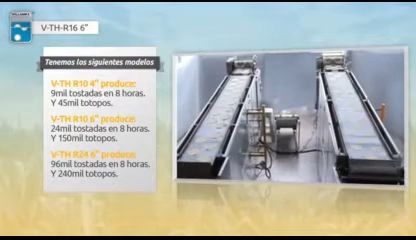 V-TH-R16 6"
Tenemos los siguientes modelos
V-TH R10 4" produce:
9mil tostadas en 8 horas.
Y 45mil totopos.
V-TH R10 6" produce:
24mil tostadas en 8 horas.
Y 150mil totopos.
V-TH R24 6" produce:
96mil tostadas en 8 horas.
Y 240mil totopos.